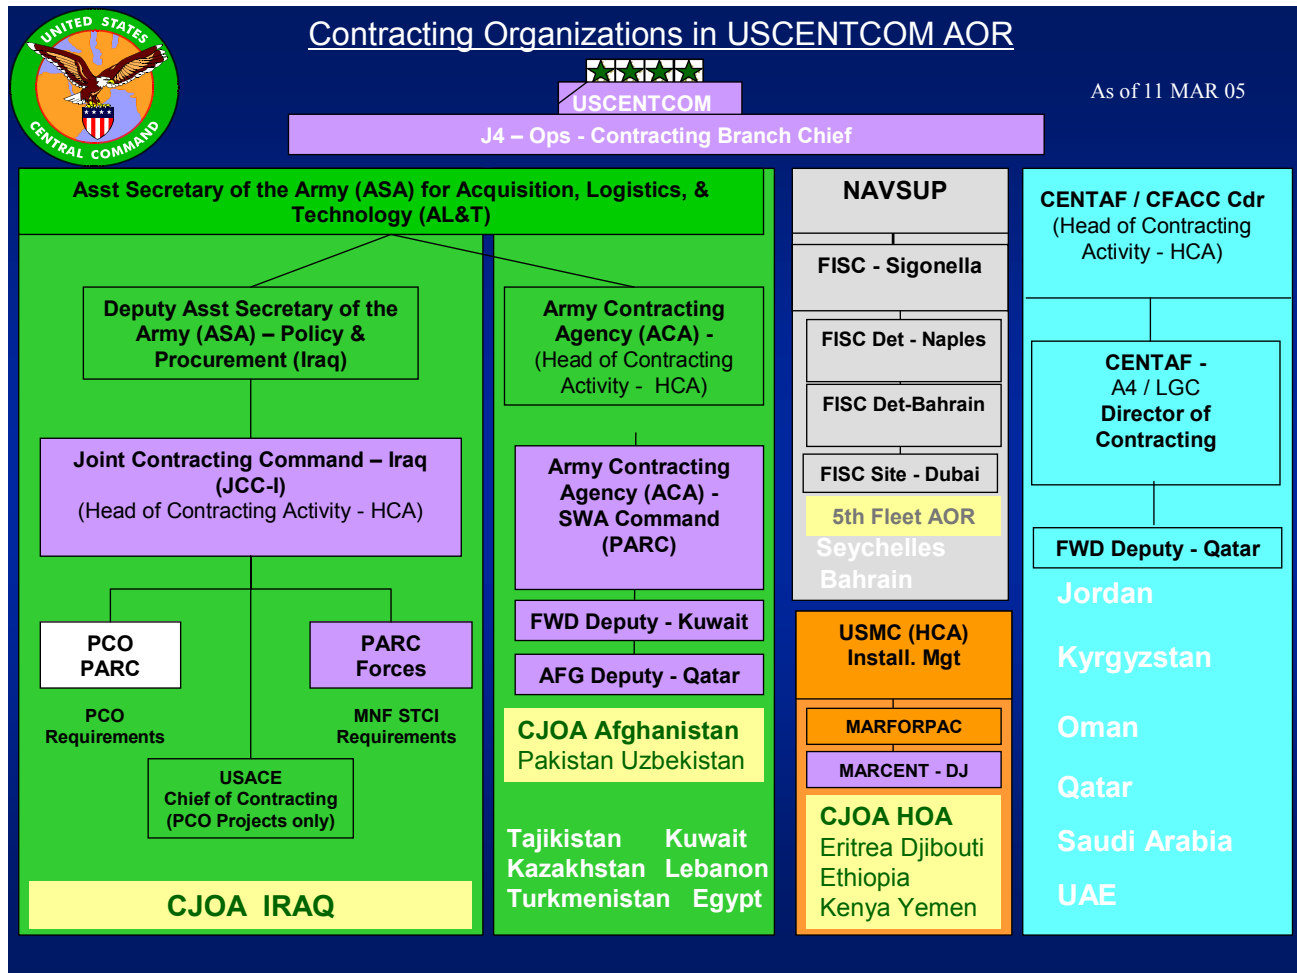 UNITED STATES
CENTRAL COMMAND
Contracting Organizations in USCENTCOM AOR
As of 11 MAR 05
USCENTCOM
J4 – Ops - Contracting Branch Chief
Asst Secretary of the Army (ASA) for Acquisition, Logistics, &
Technology (AL&T)
Deputy Asst Secretary of the
Army (ASA) – Policy &
Procurement (Iraq)
Joint Contracting Command – Iraq
(JCC-I)
(Head of Contracting Activity - HCA)
PCO
PARC
PARC
Forces
PCO
Requirements
MNF STCI
Requirements
USACE
Chief of Contracting
(PCO Projects only)
CJOA IRAQ
Army Contracting
Agency (ACA) -
(Head of Contracting
Activity - HCA)
Army Contracting
Agency (ACA) -
SWA Command
(PARC)
FWD Deputy - Kuwait
AFG Deputy - Qatar
CJOA Afghanistan
Pakistan Uzbekistan
Tajikistan Kuwait
Kazakhstan Lebanon
Turkmenistan Egypt
NAVSUP
FISC - Sigonella
FISC Det - Naples
FISC Det-Bahrain
FISC Site - Dubai
5th Fleet AOR
Seychelles
Bahrain
USMC (HCA)
Install. Mgt
MARFORPAC
MARCENT - DJ
CJOA HOA
Eritrea Djibouti
Ethiopia
Kenya Yemen
CENTAF / CFACC Cdr
(Head of Contracting
Activity - HCA)
CENTAF -
A4 / LGC
Director of
Contracting
FWD Deputy - Qatar
Jordan
Kyrgyzstan
Oman
Qatar
Saudi Arabia
UAE